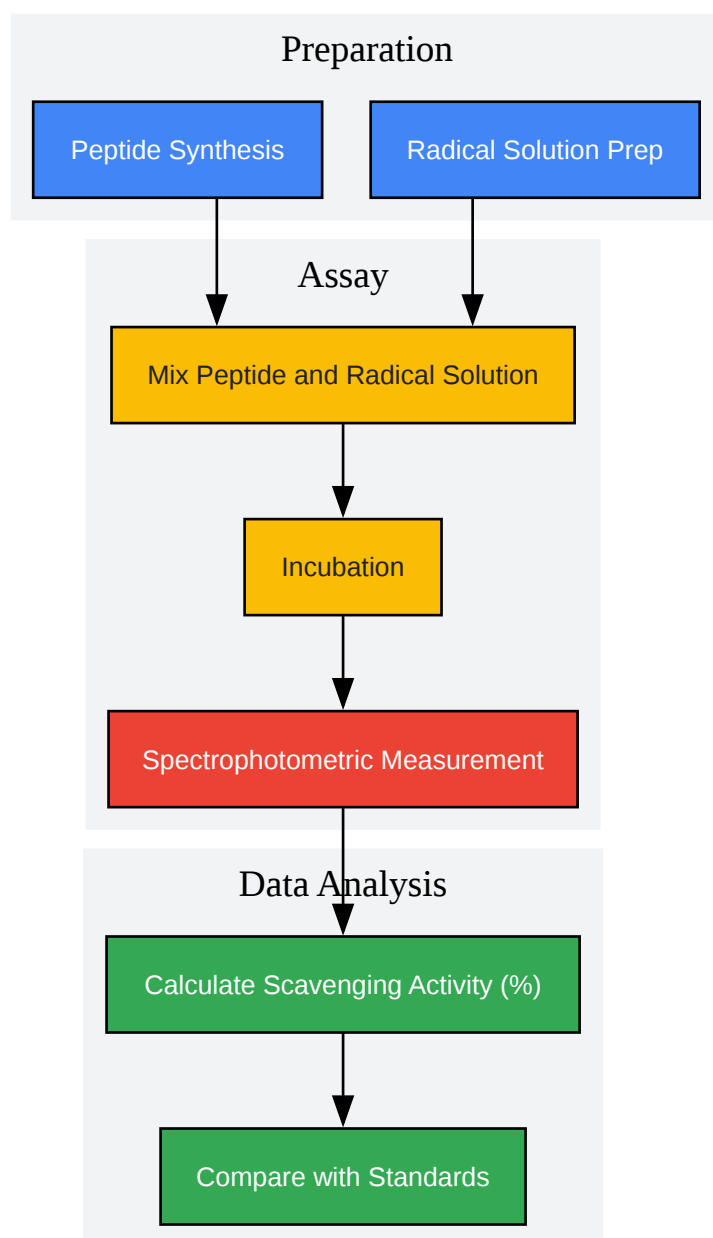 Preparation
Peptide Synthesis
Radical Solution Prep
Assay
Mix Peptide and Radical Solution
Incubation
Spectrophotometric Measurement
Data Analysis
Calculate Scavenging Activity (%)
Compare with Standards